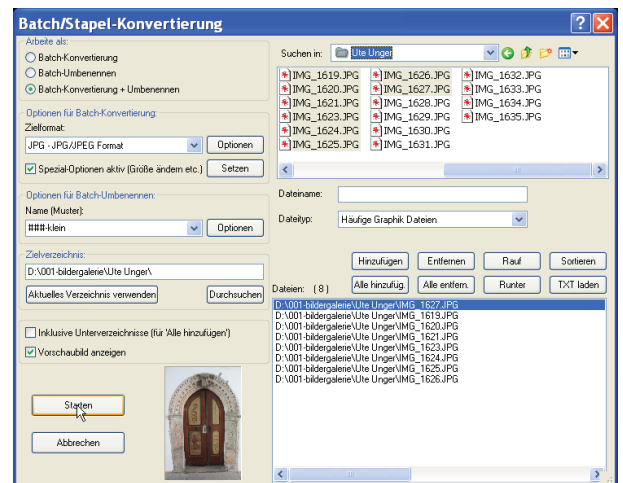 Batch/Stapel-Konvertierung
Arbeite als:
Batch-Konvertierung
Batch-Umbenennen
Batch-Konvertierung + Umbenennen
Optionen für Batch-Konvertierung:
Zielformat:
JPG - JPG/JPEG Format
Optionen
Spezial-Optionen aktiv (Größe ändern etc.)
Setzen
Optionen für Batch-Umbenennen:
Name (Muster):
###-klein
Optionen
Zielverzeichnis:
D:\001-bildergalerie\Ute Unger\
Aktuelles Verzeichnis verwenden
Durchsuchen
Inklusive Unterverzeichnisse (für 'Alle hinzufügen')
Vorschaubild anzeigen
Starten
Abbrechen
Suchen in:
Ute Unger
IMG_1619.JPG IMG_1626.JPG IMG_1632.JPG
IMG_1620.JPG IMG_1627.JPG IMG_1633.JPG
IMG_1621.JPG IMG_1628.JPG IMG_1634.JPG
IMG_1623.JPG IMG_1629.JPG IMG_1635.JPG
IMG_1624.JPG IMG_1630.JPG
IMG_1625.JPG IMG_1631.JPG
Dateiname:
Dateityp:
Häufige Graphik Dateien
Hinzufügen Entfernen Rauf Sortieren
Dateien: ( 8 ) Alle hinzufüg. Alle entfern. Runter TXT laden
D:\001-bildergalerie\Ute Unger\IMG_1627.JPG
D:\001-bildergalerie\Ute Unger\IMG_1619.JPG
D:\001-bildergalerie\Ute Unger\IMG_1620.JPG
D:\001-bildergalerie\Ute Unger\IMG_1621.JPG
D:\001-bildergalerie\Ute Unger\IMG_1623.JPG
D:\001-bildergalerie\Ute Unger\IMG_1624.JPG
D:\001-bildergalerie\Ute Unger\IMG_1625.JPG
D:\001-bildergalerie\Ute Unger\IMG_1626.JPG